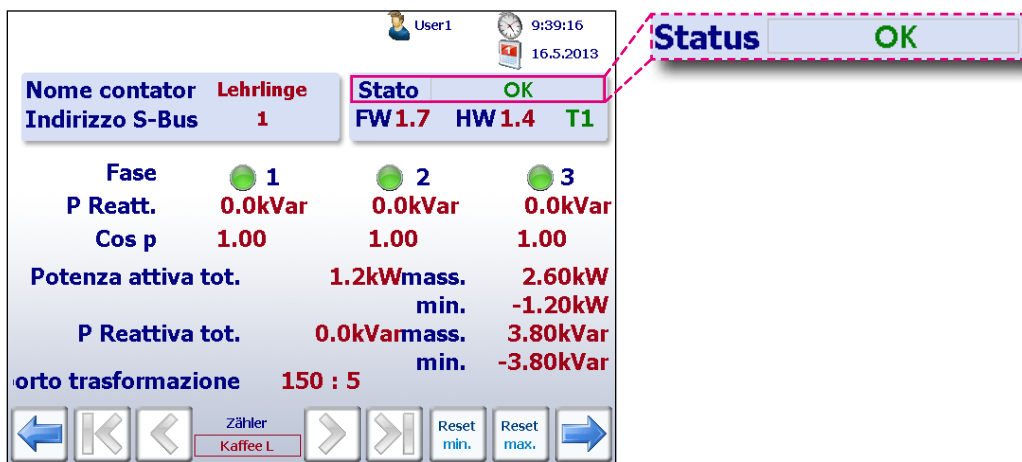 User1 9:39:16
16.5.2013
Status OK
Nome contator Lehrlinge Stato OK
Indirizzo S-Bus 1 FW 1.7 HW 1.4 T1
Fase 1 2 3
P Reatt. 0.0kVar 0.0kVar 0.0kVar
Cos p 1.00 1.00 1.00
Potenza attiva tot. 1.2kW mass. 2.60kW
min. -1.20kW
P Reattiva tot. 0.0kVar mass. 3.80kVar
min. -3.80kVar
orto trasformazione 150 : 5
Zähler Reset Reset
Kaffee L min. max.